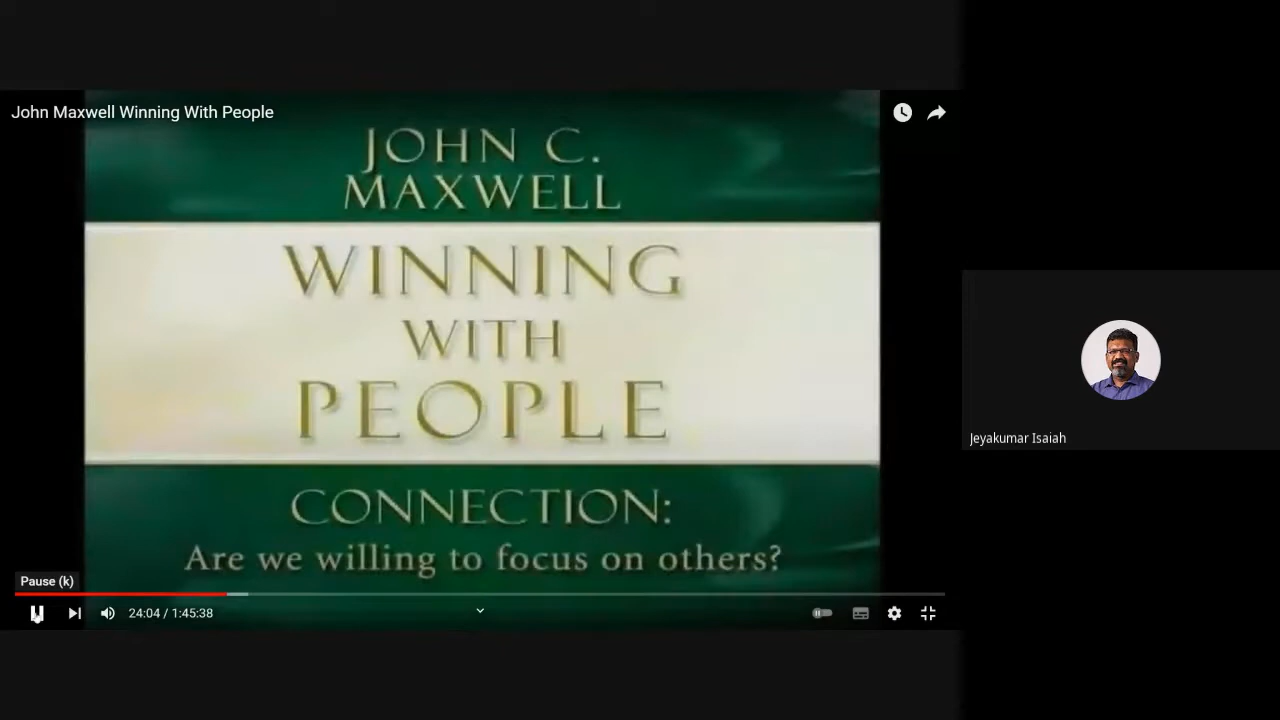 John Maxwell Winning With People
JOHN C.
MAXWELL
WINNING
WITH
PEOPLE
CONNECTION:
Are we willing to focus on others?
Pause (k)
24:04 / 1:45:38
Jeyakumar Isaiah